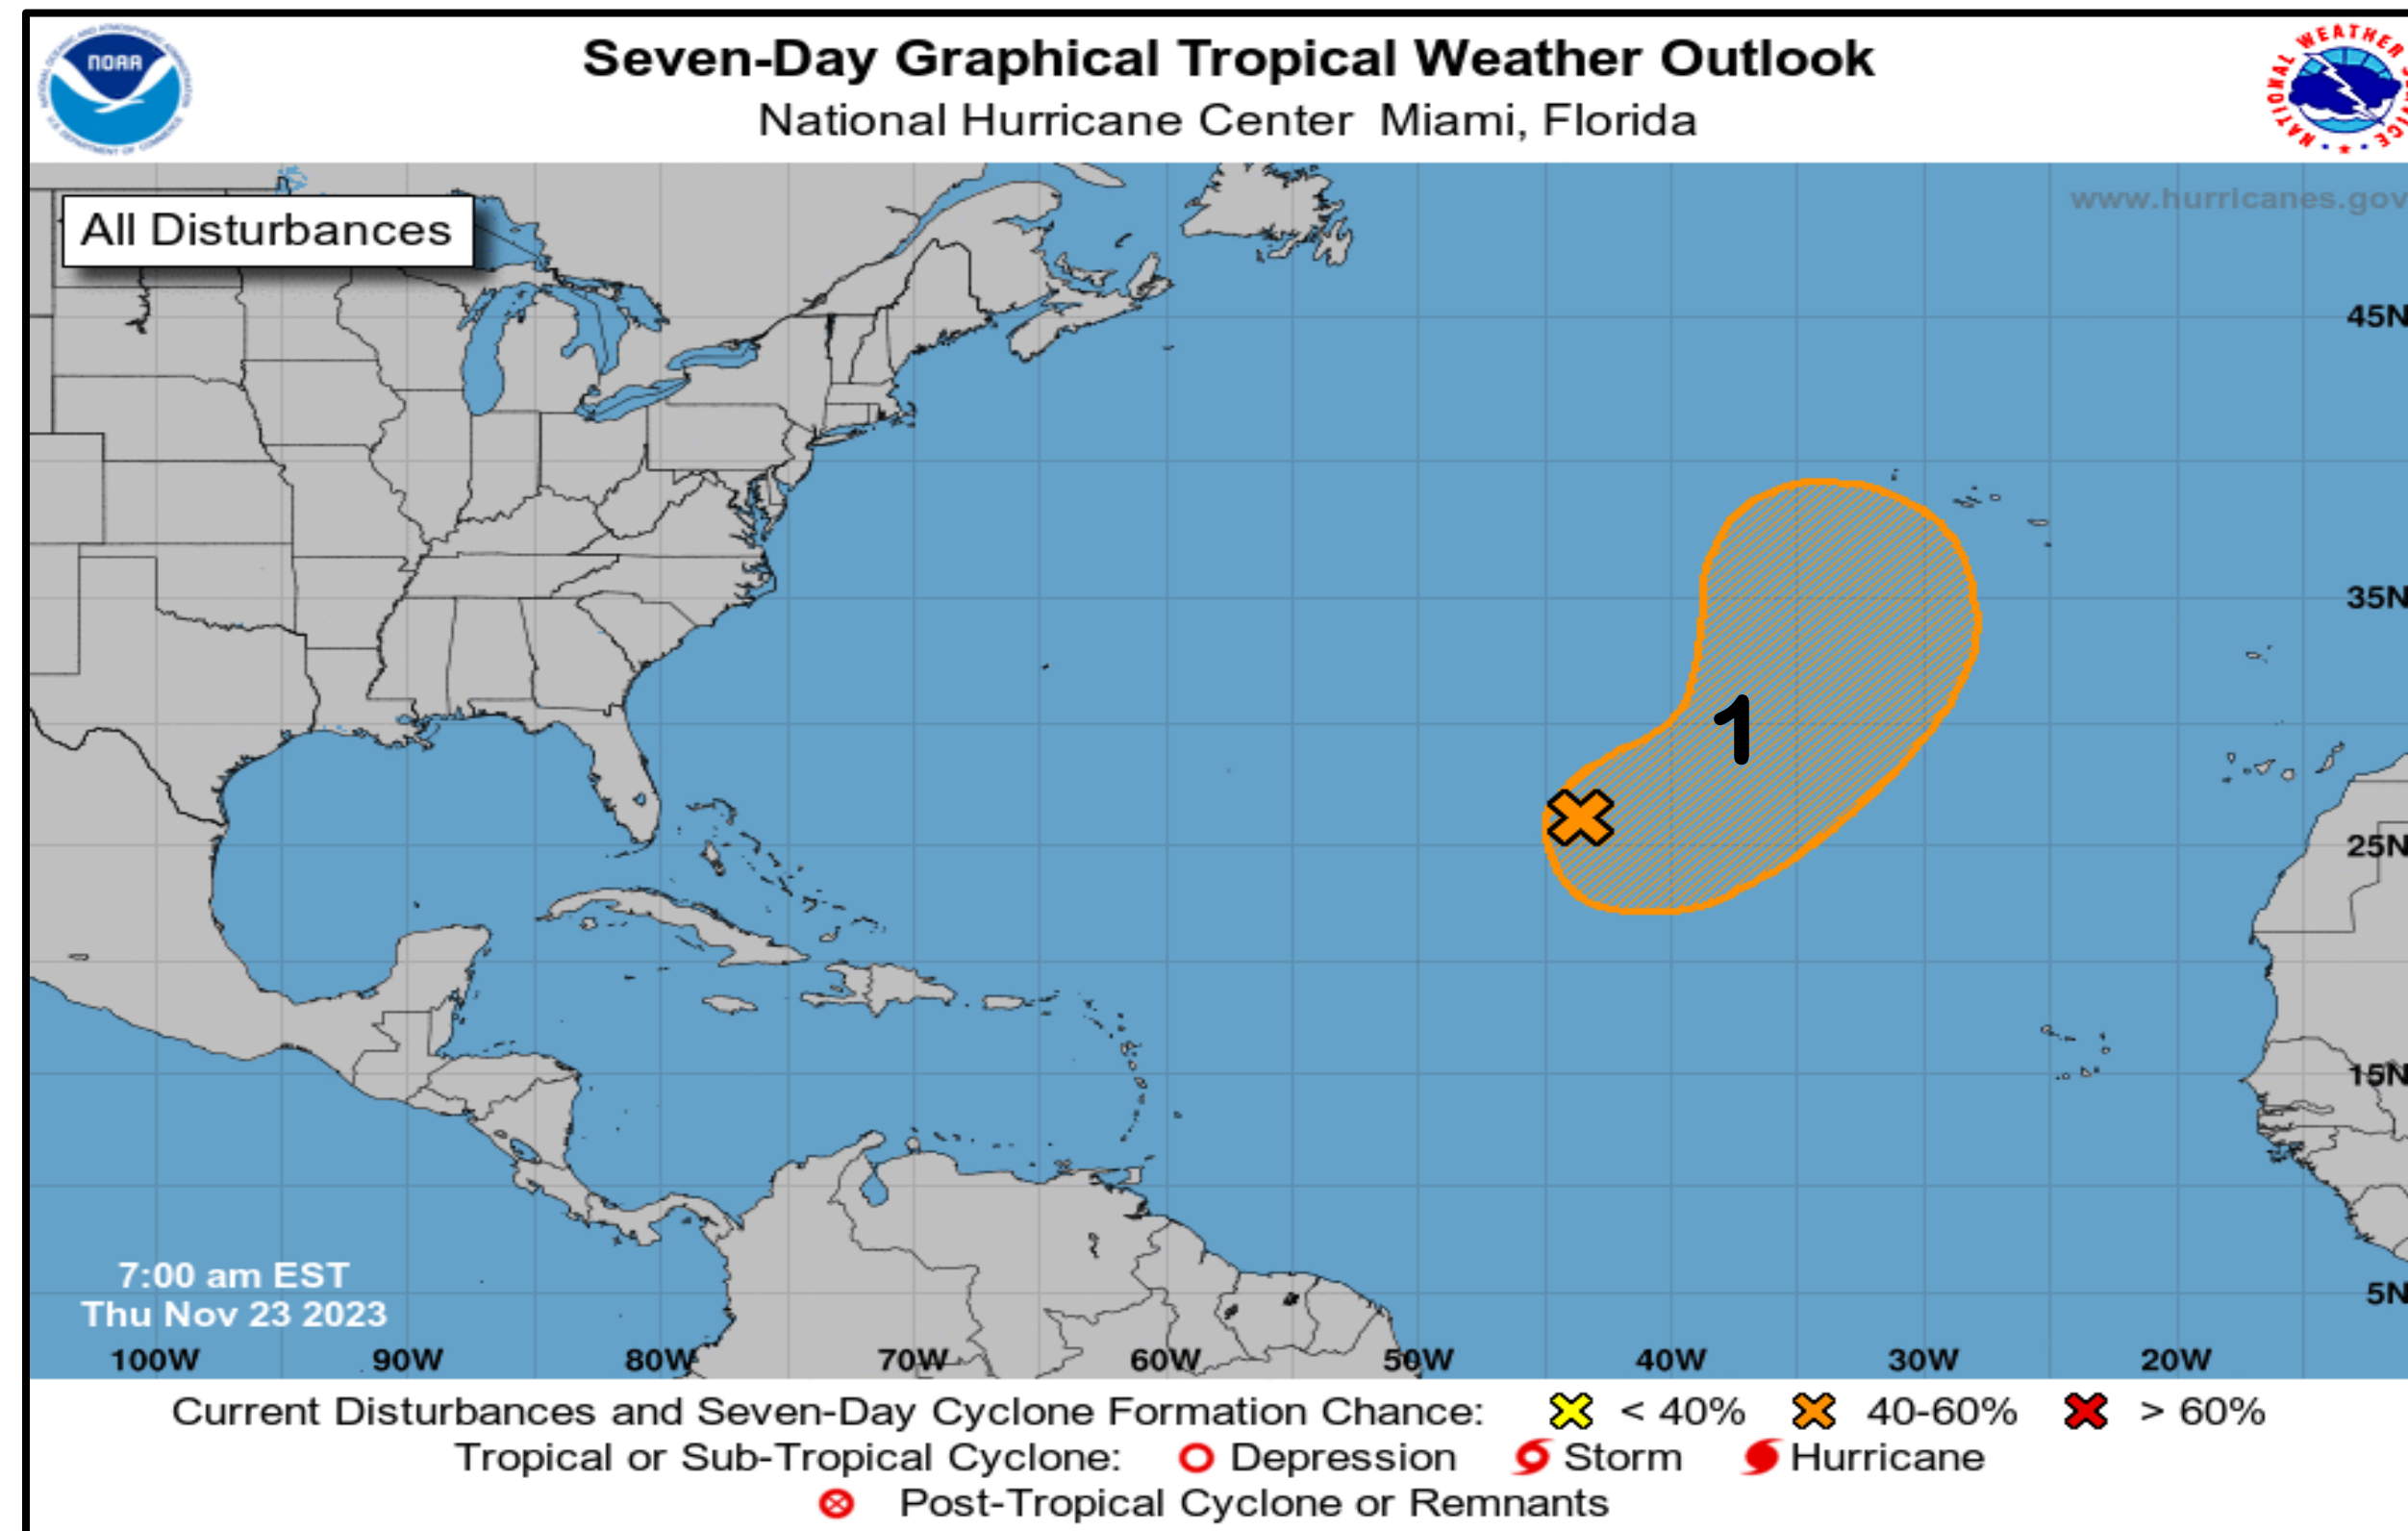 Seven-Day Graphical Tropical Weather Outlook
National Hurricane Center Miami, Florida
NOAA
NATIONAL WEATHER
All Disturbances
www.hurricanes.gov
45N
35N
1
25N
15N
5N
7:00 am EST
Thu Nov 23 2023
100W 90W 80W 70W 60W 50W 40W 30W 20W
Current Disturbances and Seven-Day Cyclone Formation Chance: < 40% 40-60% > 60%
Tropical or Sub-Tropical Cyclone: Depression Storm Hurricane
Post-Tropical Cyclone or Remnants